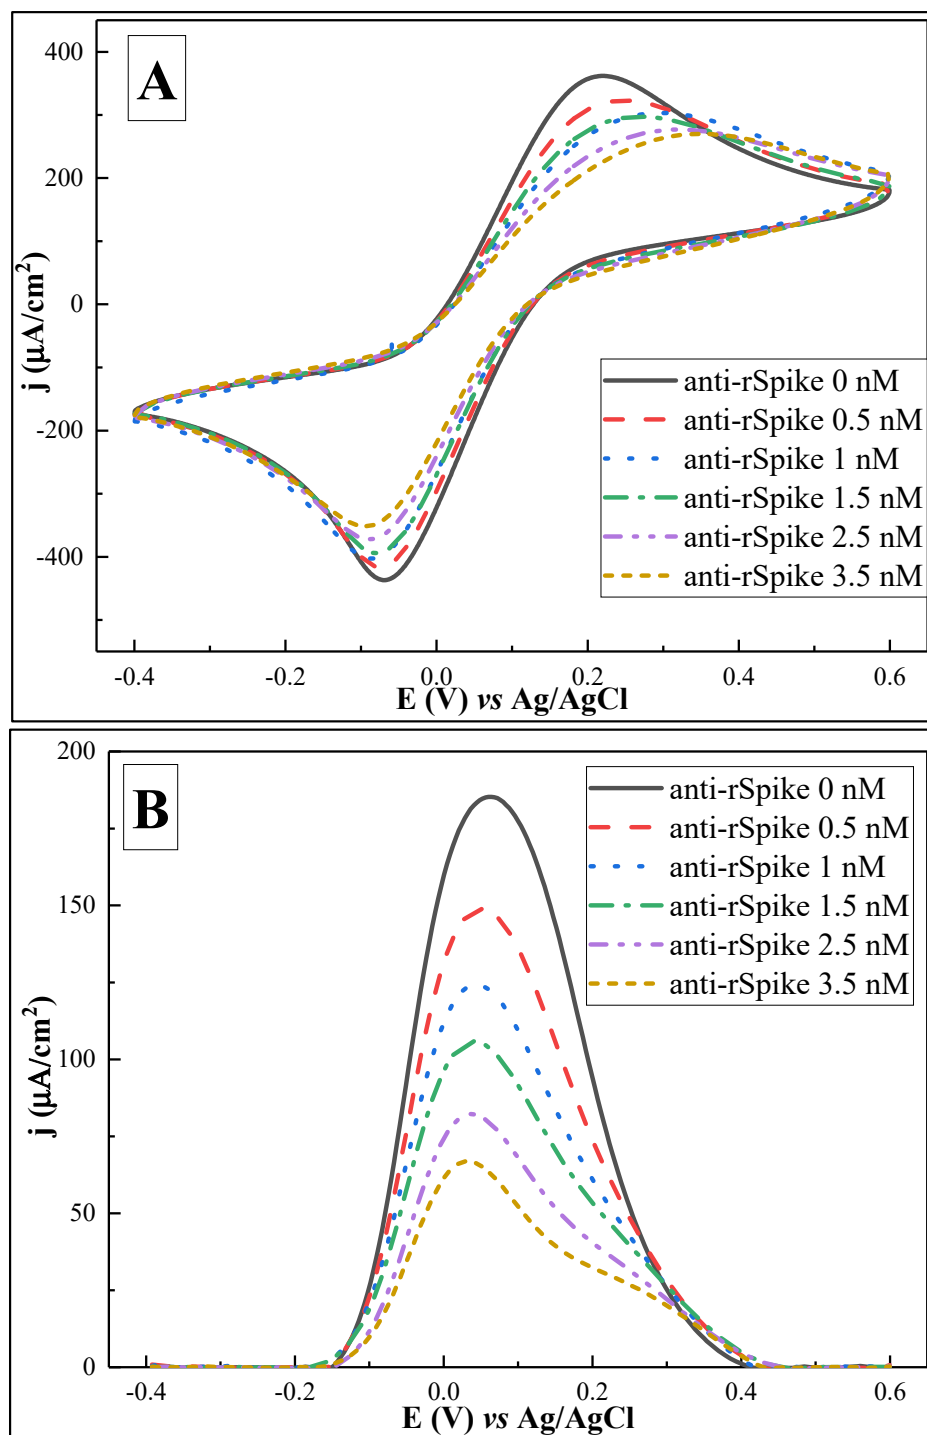 A
400
200
0
-200
-400
j (µA/cm²)
anti-rSpike 0 nM
anti-rSpike 0.5 nM
anti-rSpike 1 nM
anti-rSpike 1.5 nM
anti-rSpike 2.5 nM
anti-rSpike 3.5 nM
-0.4 -0.2 0.0 0.2 0.4 0.6
E (V) vs Ag/AgCl
B
200
150
100
50
0
j (µA/cm²)
anti-rSpike 0 nM
anti-rSpike 0.5 nM
anti-rSpike 1 nM
anti-rSpike 1.5 nM
anti-rSpike 2.5 nM
anti-rSpike 3.5 nM
-0.4 -0.2 0.0 0.2 0.4 0.6
E (V) vs Ag/AgCl